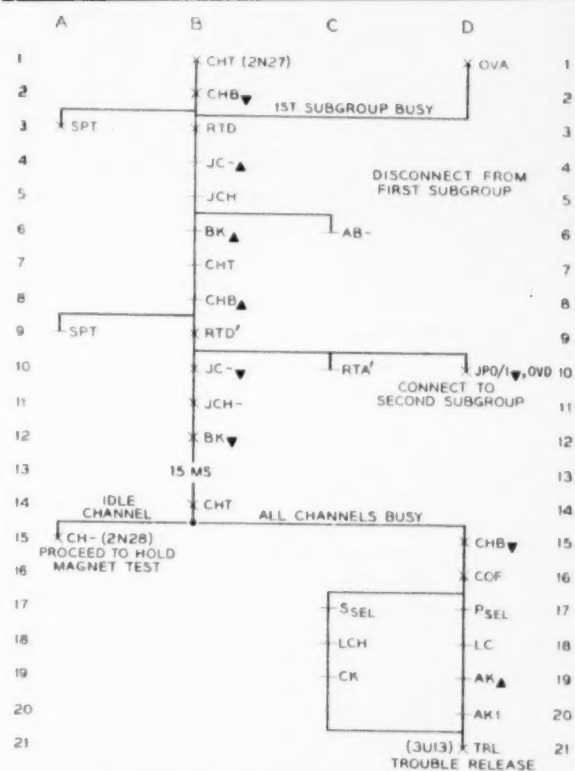 A B C D
1 CHT (2N27) OVA 1
2 CHB▼ 2
1ST SUBGROUP BUSY
3 SPT RTD 3
4 JC-▲ DISCONNECT FROM 4
FIRST SUBGROUP
5 JCH 5
6 BK▲ AB- 6
7 CHT 7
8 CHB▲ 8
9 SPT RTD' 9
10 JC-▼ RTA' JPO/1▼,OVD 10
CONNECT TO
SECOND SUBGROUP
11 JCH- 11
12 BK▼ 12
13 15 MS 13
14 CHT 14
IDLE
CHANNEL
ALL CHANNELS BUSY
15 CH-(2N28) CHB▼ 15
PROCEED TO HOLD
MAGNET TEST
16 COF 16
17 SSEL PSEL 17
18 LCH LC 18
19 CK AK▲ 19
20 AK1 20
21 (3U13) TRL 21
TROUBLE RELEASE